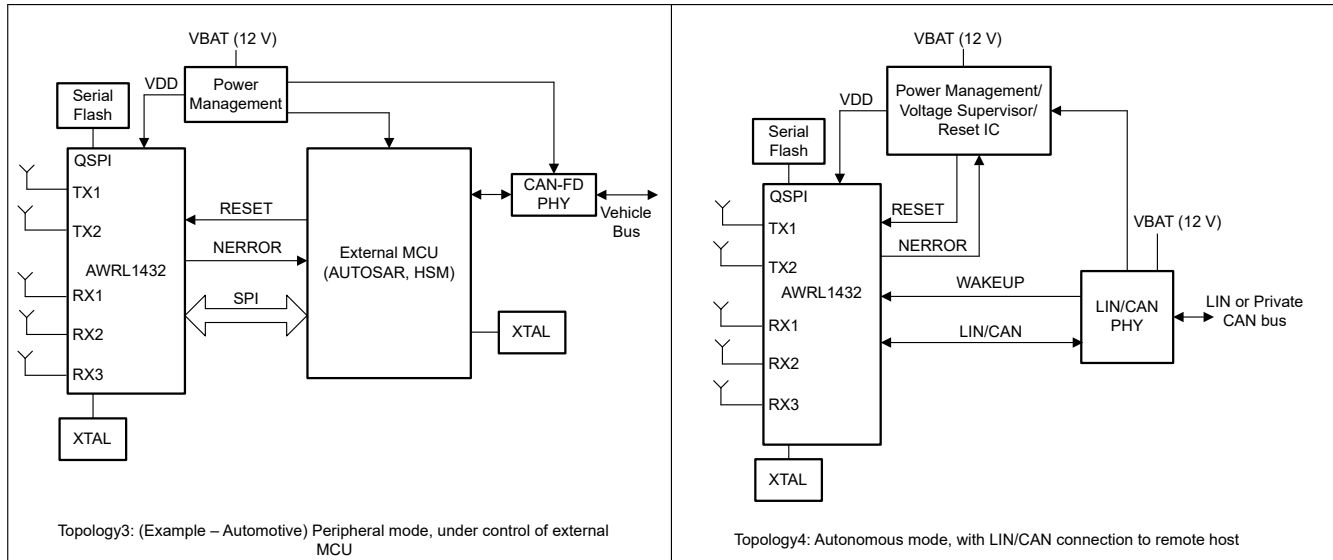 VBAT (12 V)
VDD
Power
Management
Serial
Flash
QSPI
TX1
TX2
AWRL1432
RX1
RX2
RX3
RESET
NERROR
SPI
External MCU
(AUTOSAR, HSM)
CAN-FD
PHY
Vehicle
Bus
XTAL
XTAL
Topology3: (Example – Automotive) Peripheral mode, under control of external
MCU
VBAT (12 V)
Power Management/
Voltage Supervisor/
Reset IC
VDD
Serial
Flash
QSPI
TX1
TX2
AWRL1432
RX1
RX2
RX3
RESET
NERROR
WAKEUP
LIN/CAN
VBAT (12 V)
LIN/CAN
PHY
LIN or Private
CAN bus
XTAL
Topology4: Autonomous mode, with LIN/CAN connection to remote host